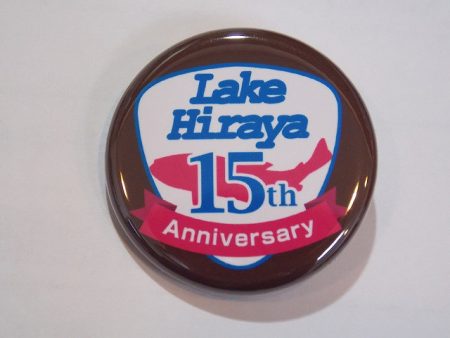 Lake
Hiraya
15th
Anniversary